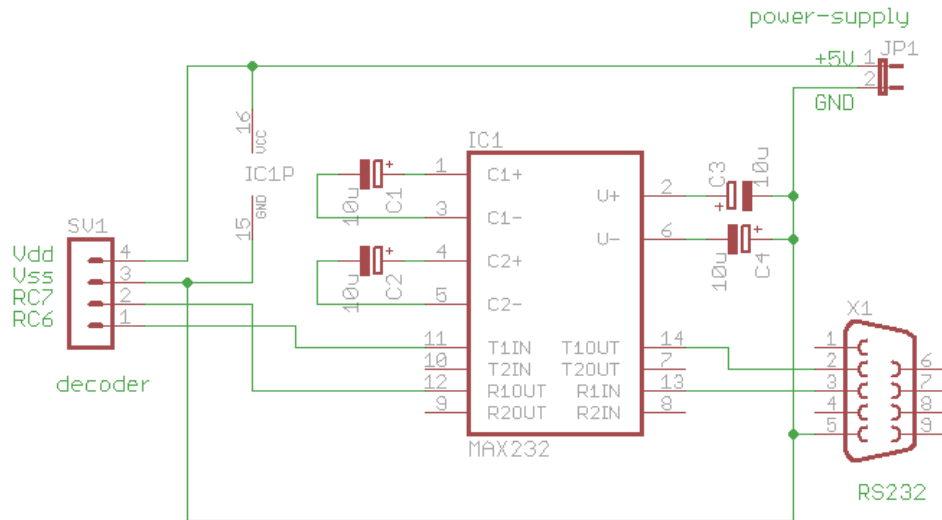 power-supply
JP1
+5V 1
2
GND
16
VCC
IC1P
GND
15
IC1
MAX232
1 C1+
3 C1-
4 C2+
5 C2-
11 T1IN
10 T2IN
12 R1OUT
9 R2OUT
V+ 2
V- 6
T1OUT 14
T2OUT 7
R1IN 13
R2IN 8
+
10u
C1
+
10u
C2
C3
10u
+
+
10u
C4
SV1
Vdd 4
Vss 3
RC7 2
RC6 1
decoder
X1
1
2
3
4
5
6
7
8
9
RS232